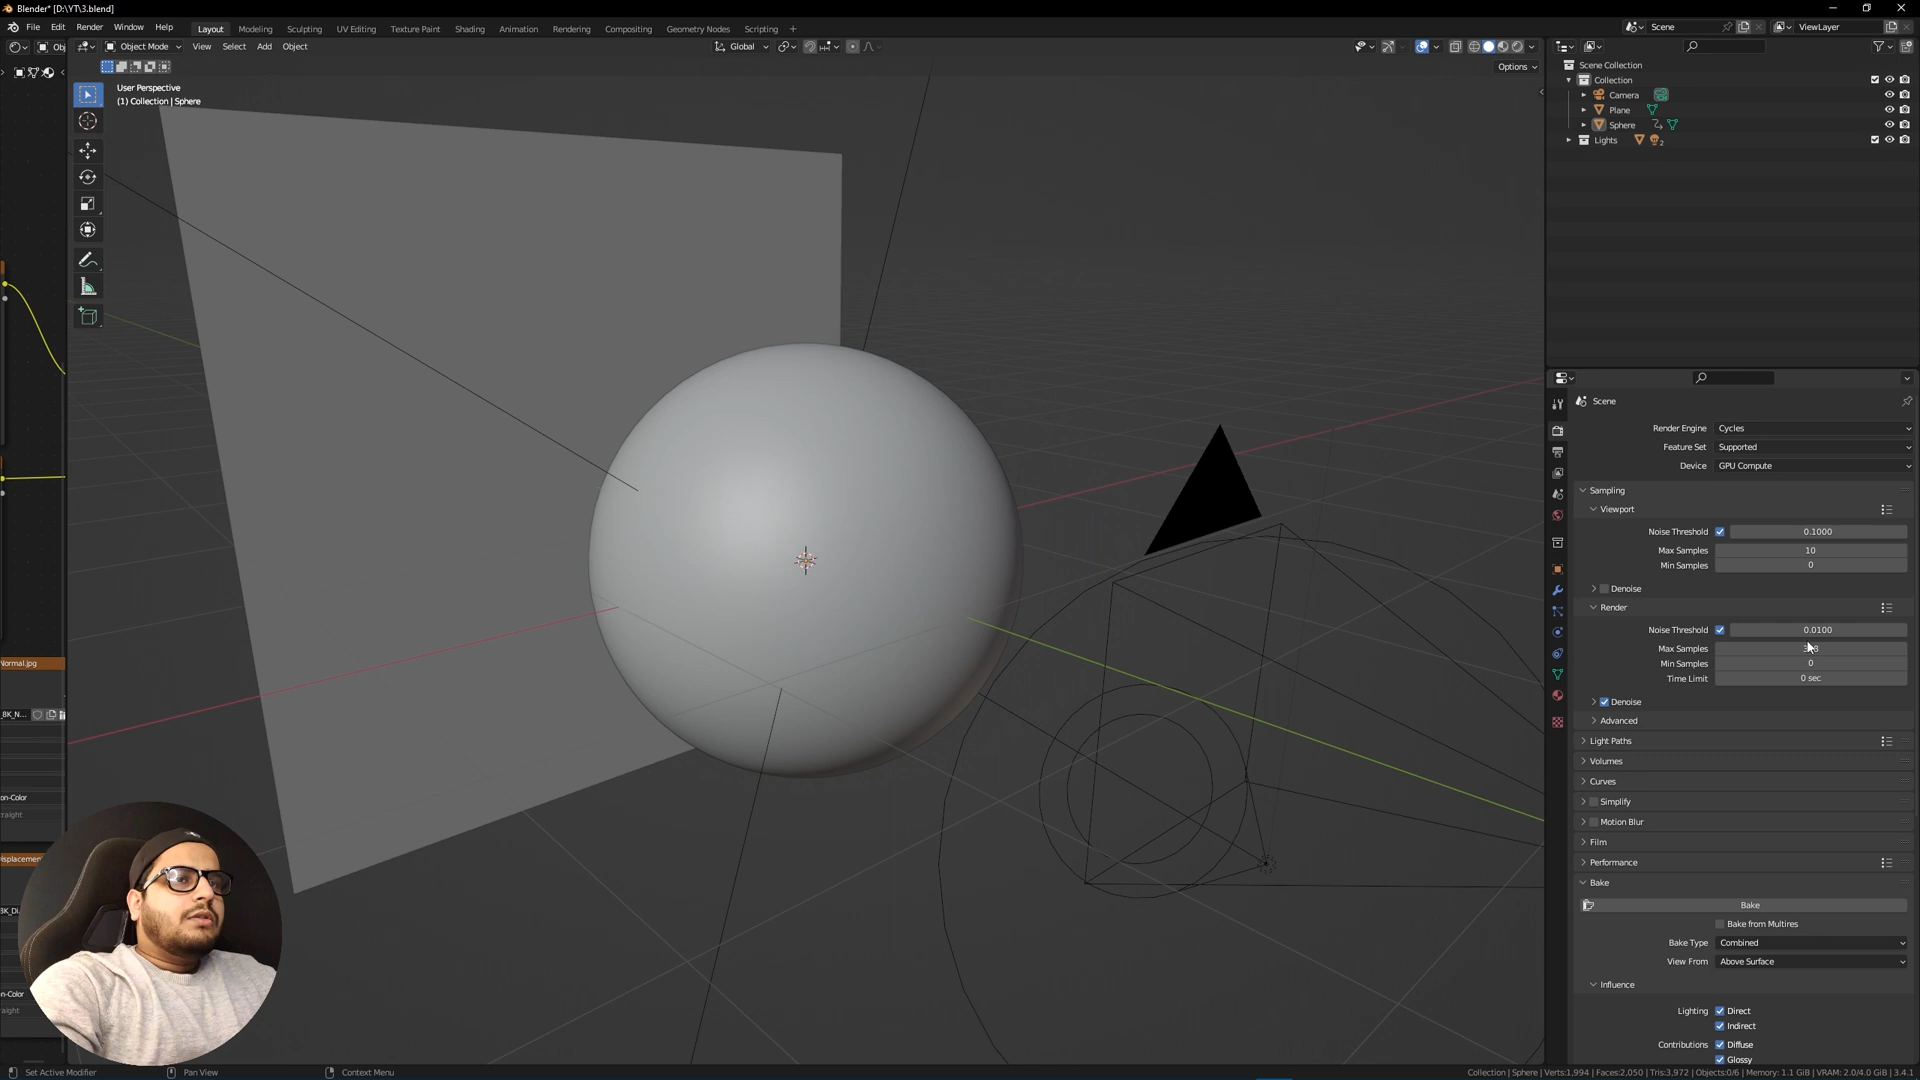 Blender* [D:\YT\3.blend]
File Edit Render Window Help
Layout Modeling Sculpting UV Editing Texture Paint Shading Animation Rendering Compositing Geometry Nodes Scripting +
Scene
ViewLayer
Obj
Object Mode View Select Add Object
Global
Options
User Perspective
(1) Collection | Sphere
Scene Collection
Collection
Camera
Plane
Sphere
Lights
2
Scene
Render Engine Cycles
Feature Set Supported
Device GPU Compute
Sampling
Viewport
Noise Threshold 0.1000
Max Samples 10
Min Samples 0
Denoise
Render
Noise Threshold 0.0100
Max Samples
Min Samples 0
Time Limit 0 sec
Denoise
Advanced
Light Paths
Volumes
Curves
Simplify
Motion Blur
Film
Performance
Bake
Bake
Bake from Multires
Bake Type Combined
View From Above Surface
Influence
Lighting Direct
Indirect
Contributions Diffuse
Glossy
Normal.jpg
_8K_N...
on-Color
raight
isplacemen
8K_Di
n-Color
aight
Set Active Modifier
Pan View
Context Menu
Collection | Sphere | Verts:1,994 | Faces:2,050 | Tris:3,972 | Objects:0/6 | Memory: 1.1 GiB | VRAM: 2.0/4.0 GiB | 3.4.1